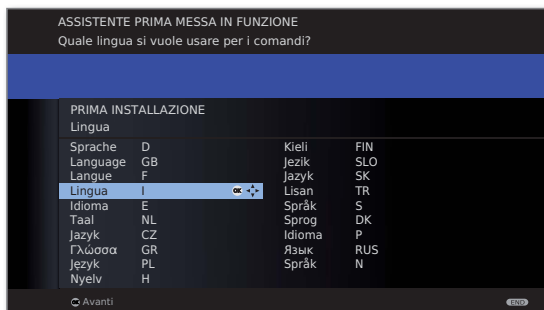 ASSISTENTE PRIMA MESSA IN FUNZIONE
Quale lingua si vuole usare per i comandi?
PRIMA INSTALLAZIONE
Lingua
Sprache D
Language GB
Langue F
Lingua I OK
Idioma E
Taal NL
Jazyk CZ
Γλώσσα GR
Język PL
Nyelv H
Kieli FIN
Jezik SLO
Jazyk SK
Lisan TR
Språk S
Sprog DK
Idioma P
Язык RUS
Språk N
OK Avanti
END